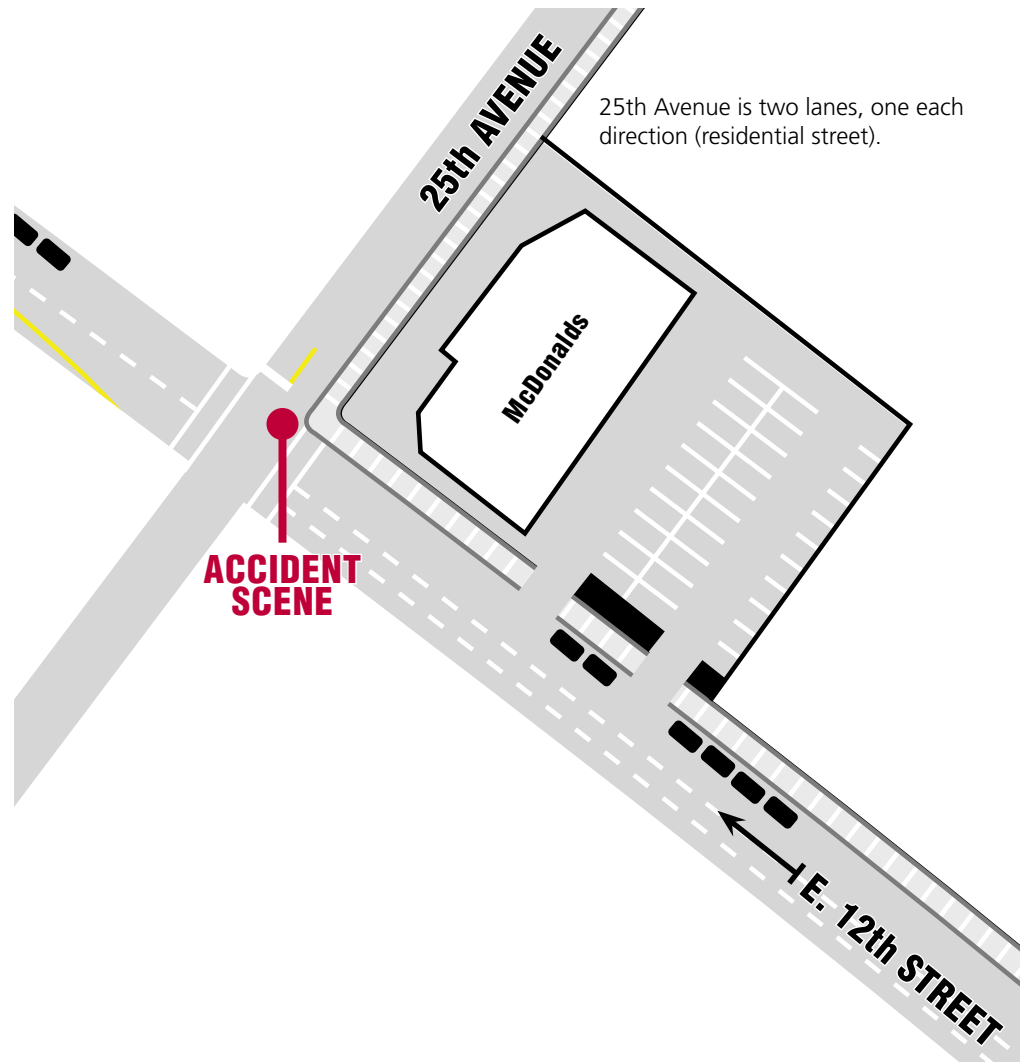 25th AVENUE
25th Avenue is two lanes, one each
direction (residential street).
McDonalds
ACCIDENT
SCENE
E. 12th STREET